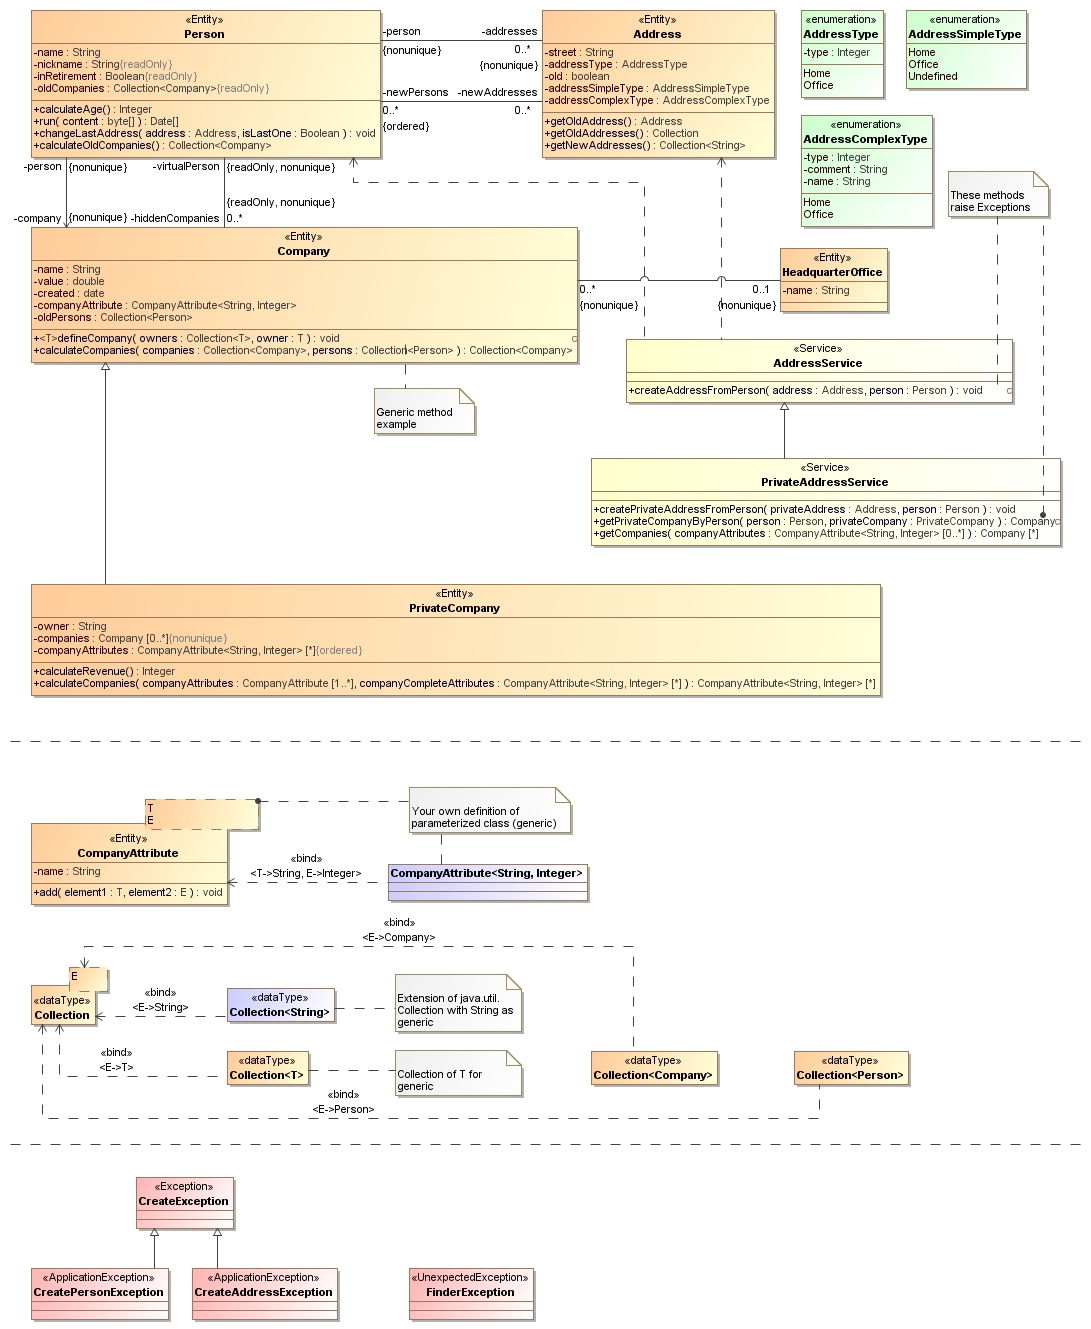 «Entity»
Person
-name : String
-nickname : String{readOnly}
-inRetirement : Boolean{readOnly}
-oldCompanies : Collection<Company>{readOnly}
+calculateAge() : Integer
+run( content : byte[] ) : Date[]
+changeLastAddress( address : Address, isLastOne : Boolean ) : void
+calculateOldCompanies() : Collection<Company>
-person
-addresses
{nonunique}
0..*
{nonunique}
-newPersons
-newAddresses
0..*
0..*
{ordered}
«Entity»
Address
-street : String
-addressType : AddressType
-old : boolean
-addressSimpleType : AddressSimpleType
-addressComplexType : AddressComplexType
+getOldAddress() : Address
+getOldAddresses() : Collection
+getNewAddresses() : Collection<String>
«enumeration»
AddressType
-type : Integer
Home
Office
«enumeration»
AddressSimpleType
Home
Office
Undefined
«enumeration»
AddressComplexType
-type : Integer
-comment : String
-name : String
Home
Office
These methods
raise Exceptions
-person
{nonunique}
-virtualPerson
{readOnly, nonunique}
{readOnly, nonunique}
-company
{nonunique}
-hiddenCompanies
0..*
«Entity»
Company
-name : String
-value : double
-created : date
-companyAttribute : CompanyAttribute<String, Integer>
-oldPersons : Collection<Person>
+<T>defineCompany( owners : Collection<T>, owner : T ) : void
+calculateCompanies( companies : Collection<Company>, persons : Collection<Person> ) : Collection<Company>
0..*
{nonunique}
0..1
{nonunique}
«Entity»
HeadquarterOffice
-name : String
Generic method
example
«Service»
AddressService
+createAddressFromPerson( address : Address, person : Person ) : void
«Service»
PrivateAddressService
+createPrivateAddressFromPerson( privateAddress : Address, person : Person ) : void
+getPrivateCompanyByPerson( person : Person, privateCompany : PrivateCompany ) : Company
+getCompanies( companyAttributes : CompanyAttribute<String, Integer> [0..*] ) : Company [*]
«Entity»
PrivateCompany
-owner : String
-companies : Company [0..*]{nonunique}
-companyAttributes : CompanyAttribute<String, Integer> [*]{ordered}
+calculateRevenue() : Integer
+calculateCompanies( companyAttributes : CompanyAttribute [1..*], companyCompleteAttributes : CompanyAttribute<String, Integer> [*] ) : CompanyAttribute<String, Integer> [*]
T
E
«Entity»
CompanyAttribute
-name : String
+add( element1 : T, element2 : E ) : void
Your own definition of
parameterized class (generic)
«bind»
<T->String, E->Integer>
CompanyAttribute<String, Integer>
«bind»
<E->Company>
E
«dataType»
Collection
«bind»
<E->String>
«dataType»
Collection<String>
Extension of java.util.
Collection with String as
generic
«bind»
<E->T>
«dataType»
Collection<T>
Collection of T for
generic
«dataType»
Collection<Company>
«dataType»
Collection<Person>
«bind»
<E->Person>
«Exception»
CreateException
«ApplicationException»
CreatePersonException
«ApplicationException»
CreateAddressException
«UnexpectedException»
FinderException